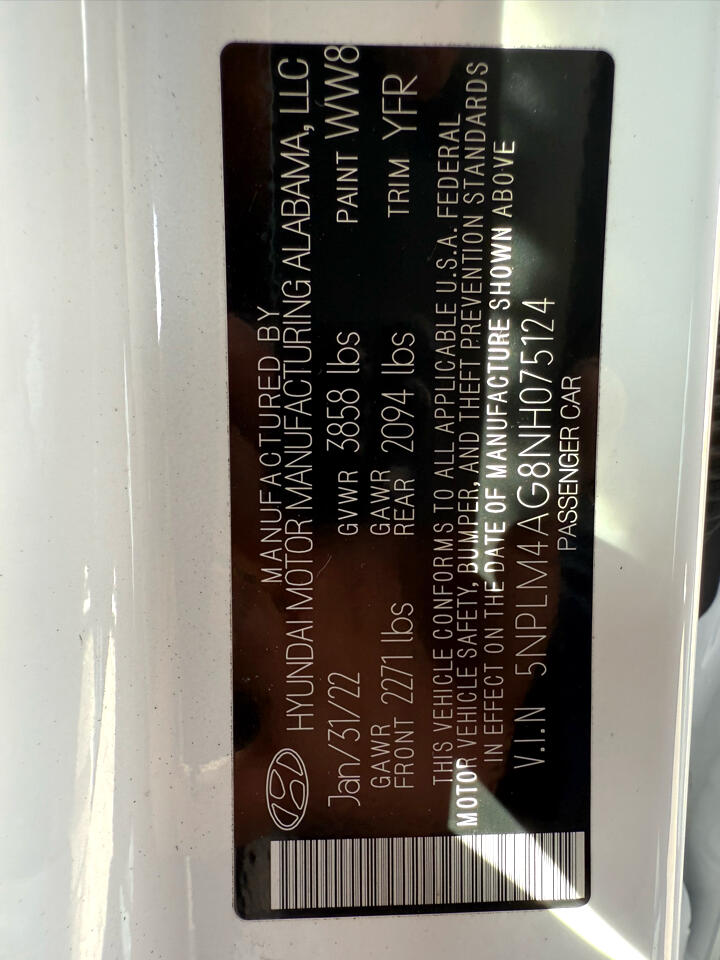 MANUFACTURED BY
HYUNDAI MOTOR MANUFACTURING ALABAMA, LLC
Jan/31/22 GVWR 3858 lbs PAINT WW8
GAWR FRONT 2271 lbs GAWR REAR 2094 lbs TRIM YFR
THIS VEHICLE CONFORMS TO ALL APPLICABLE U.S.A. FEDERAL
MOTOR VEHICLE SAFETY, BUMPER, AND THEFT PREVENTION STANDARDS
IN EFFECT ON THE DATE OF MANUFACTURE SHOWN ABOVE
V.I.N 5NPLM4AG8NH075124
PASSENGER CAR